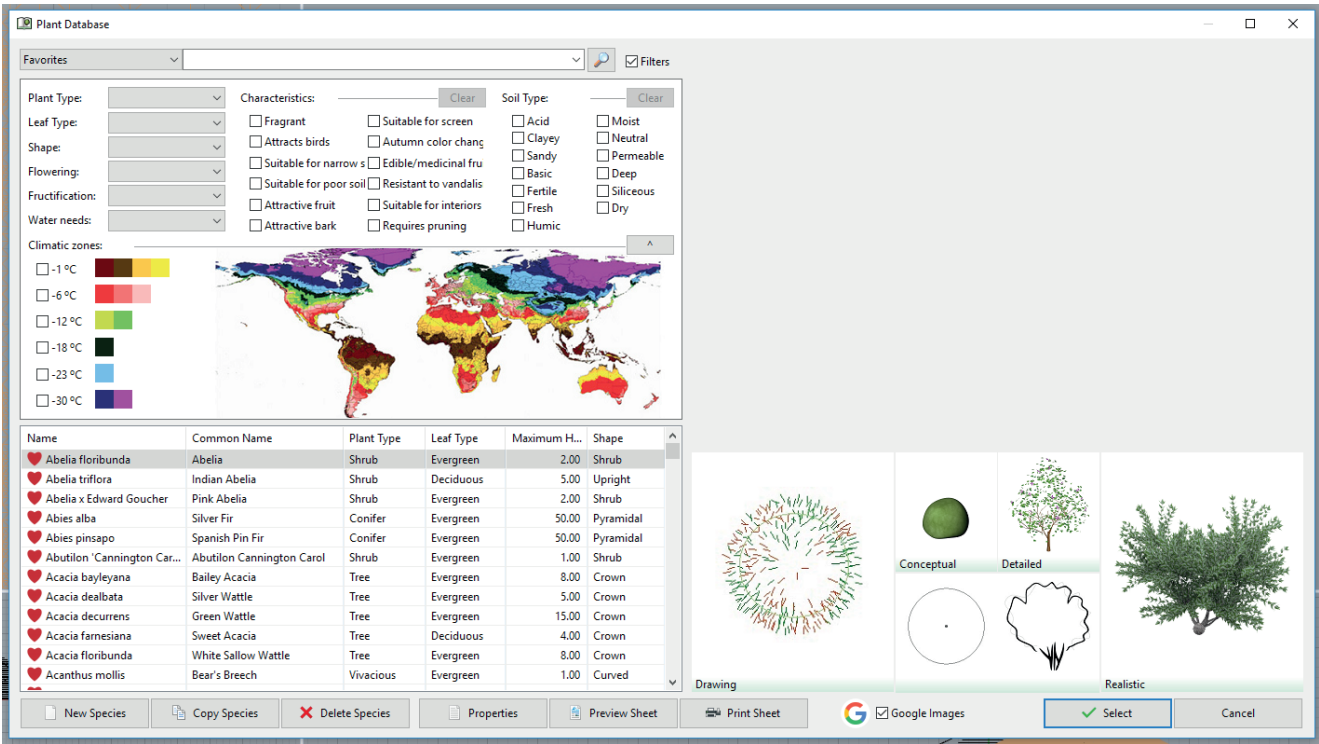 Plant Database
Favorites
Filters
Plant Type:
Leaf Type:
Shape:
Flowering:
Fructification:
Water needs:
Characteristics:
Clear
Fragrant
Suitable for screen
Attracts birds
Autumn color chang
Suitable for narrow s
Edible/medicinal fru
Suitable for poor soil
Resistant to vandalis
Attractive fruit
Suitable for interiors
Attractive bark
Requires pruning
Soil Type:
Clear
Acid
Moist
Clayey
Neutral
Sandy
Permeable
Basic
Deep
Fertile
Siliceous
Fresh
Dry
Humic
Climatic zones:
^
-1 ºC
-6 ºC
-12 ºC
-18 ºC
-23 ºC
-30 ºC
Name Common Name Plant Type Leaf Type Maximum H... Shape
Abelia floribunda Abelia Shrub Evergreen 2.00 Shrub
Abelia triflora Indian Abelia Shrub Deciduous 5.00 Upright
Abelia x Edward Goucher Pink Abelia Shrub Evergreen 2.00 Shrub
Abies alba Silver Fir Conifer Evergreen 50.00 Pyramidal
Abies pinsapo Spanish Pin Fir Conifer Evergreen 50.00 Pyramidal
Abutilon 'Cannington Car... Abutilon Cannington Carol Shrub Evergreen 1.00 Shrub
Acacia bayleyana Bailey Acacia Tree Evergreen 8.00 Crown
Acacia dealbata Silver Wattle Tree Evergreen 5.00 Crown
Acacia decurrens Green Wattle Tree Evergreen 15.00 Crown
Acacia farnesiana Sweet Acacia Tree Deciduous 4.00 Crown
Acacia floribunda White Sallow Wattle Tree Evergreen 8.00 Crown
Acanthus mollis Bear's Breech Vivacious Evergreen 1.00 Curved
Conceptual
Detailed
Drawing
Realistic
New Species
Copy Species
Delete Species
Properties
Preview Sheet
Print Sheet
G
Google Images
Select
Cancel